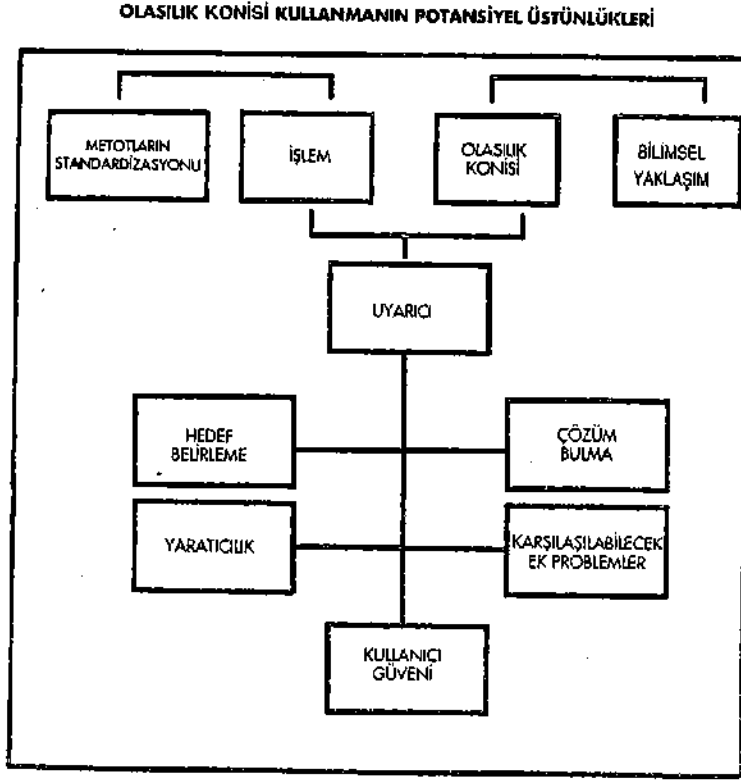 OLASILIK KONİSİ KULLANMANIN POTANSİYEL ÜSTÜNLÜKLERİ
METOTLARIN
STANDARDİZASYONU
İŞLEM
OLASILIK
KONİSİ
BİLİMSEL
YAKLAŞIM
UYARICI
HEDEF
BELİRLEME
ÇÖZÜM
BULMA
YARATICILIK
KARŞILAŞILABİLECEK
EK PROBLEMLER
KULLANICI
GÜVENİ